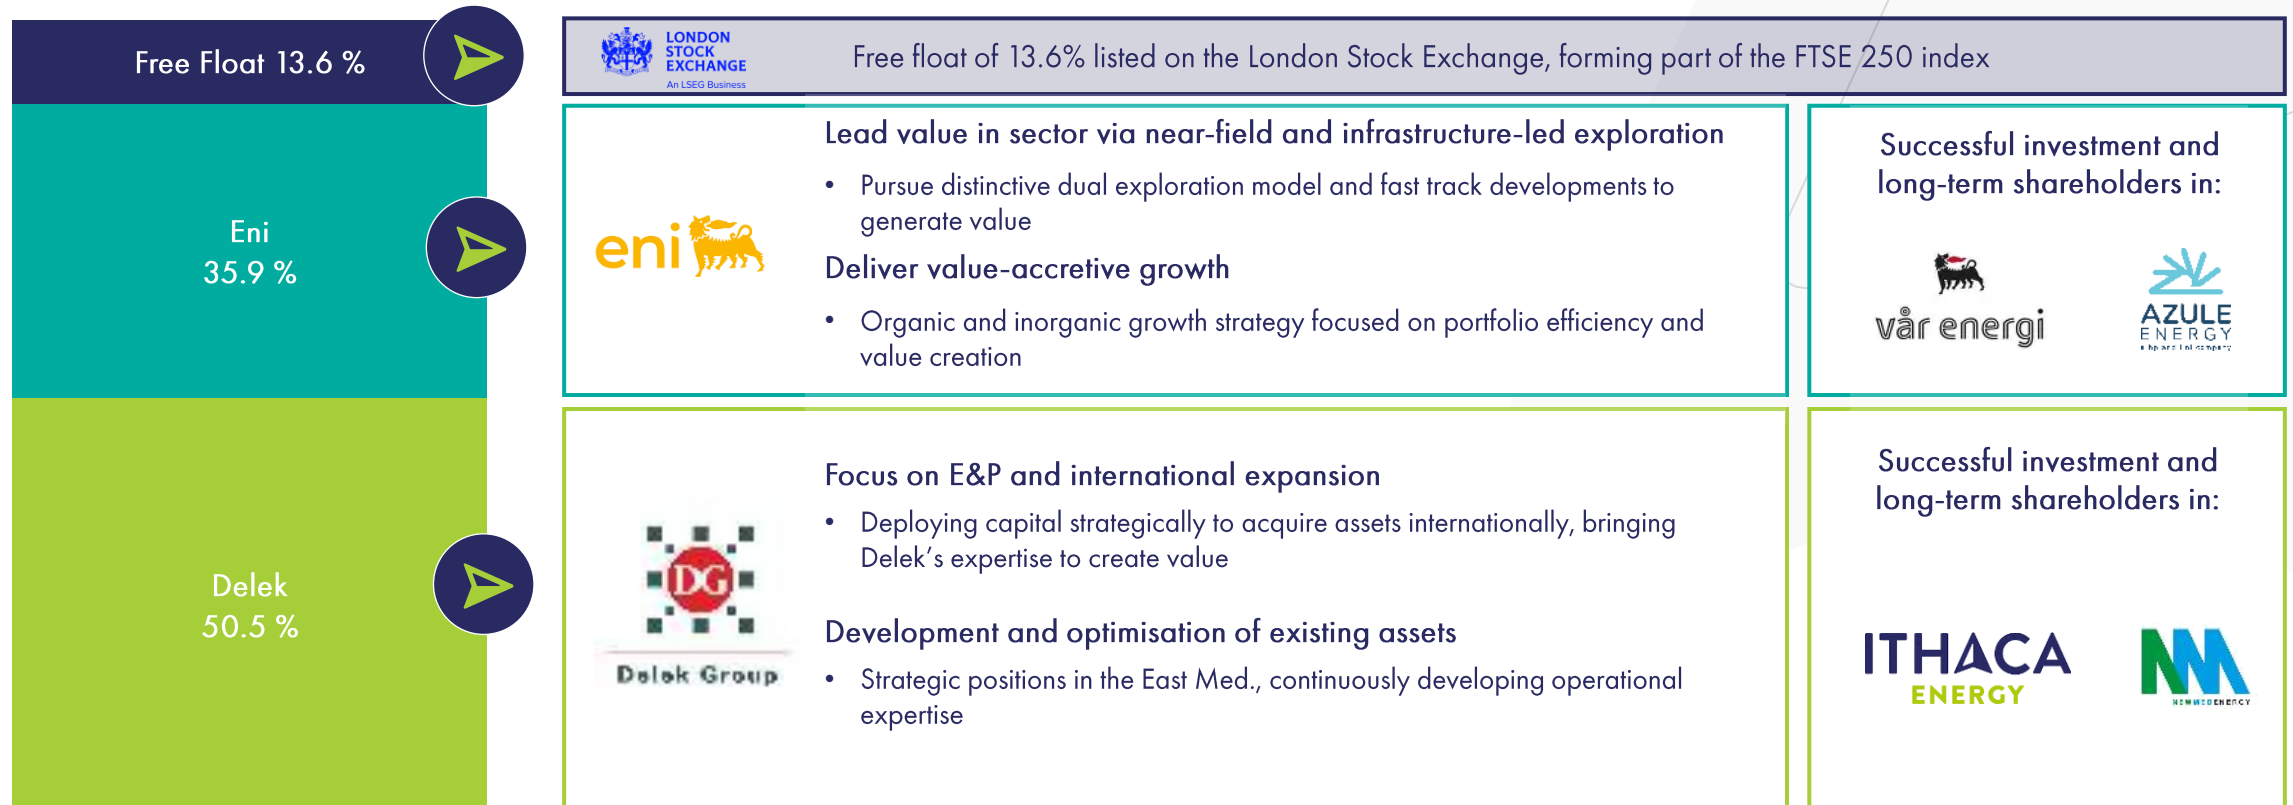 Free Float 13.6 %
LONDON
STOCK
EXCHANGE
An LSEG Business
Free float of 13.6% listed on the London Stock Exchange, forming part of the FTSE 250 index
Eni
35.9 %
eni
Lead value in sector via near-field and infrastructure-led exploration
• Pursue distinctive dual exploration model and fast track developments to
generate value
Deliver value-accretive growth
• Organic and inorganic growth strategy focused on portfolio efficiency and
value creation
Successful investment and
long-term shareholders in:
vår energi
AZULE
ENERGY
Delek
50.5 %
DG
Delek Group
Focus on E&P and international expansion
• Deploying capital strategically to acquire assets internationally, bringing
Delek's expertise to create value
Development and optimisation of existing assets
• Strategic positions in the East Med., continuously developing operational
expertise
Successful investment and
long-term shareholders in:
ITHACA
ENERGY
NEWMEDENERGY